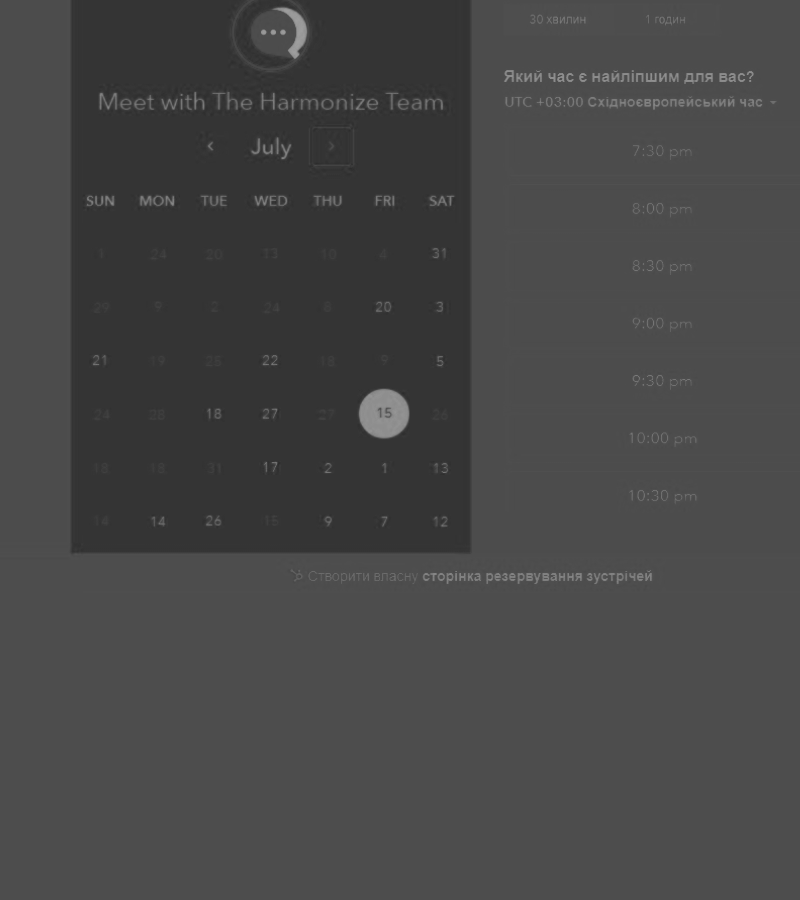 30 хвилин 1 годин
Meet with The Harmonize Team
July
SUN MON TUE WED THU FRI SAT
1 24 20 13 10 4 31
29 9 2 24 8 20 3
21 19 22 9 5
24 28 18 27 27 15 26
18 18 31 17 2 1 13
14 14 26 9 7 12
Який час є найліпшим для вас?
UTC +03:00 Східноєвропейський час
7:30 pm
8:00 pm
8:30 pm
9:00 pm
9:30 pm
10:00 pm
10:30 pm
Створити власну сторінка резервування зустрічей